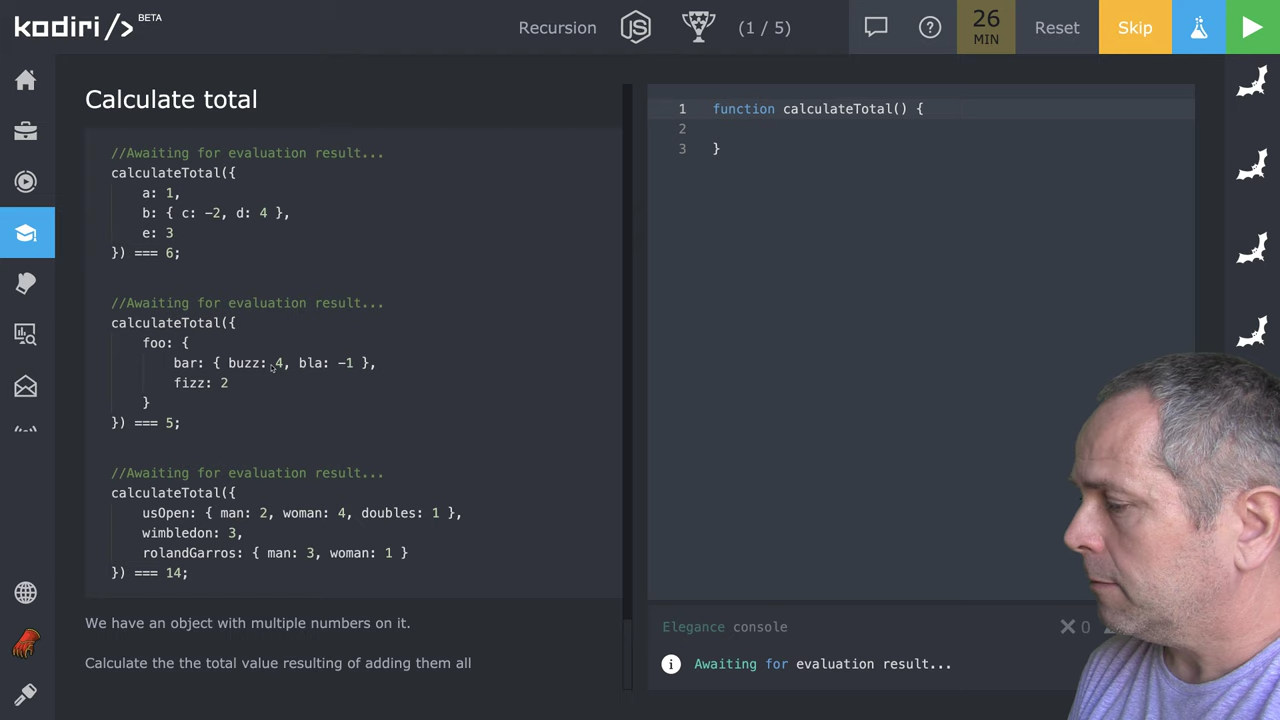 kodiri </> BETA
Recursion
JS
(1 / 5)
26
MIN
Reset
Skip
Calculate total
//Awaiting for evaluation result...
calculateTotal({
a: 1,
b: { c: -2, d: 4 },
e: 3
}) === 6;
//Awaiting for evaluation result...
calculateTotal({
foo: {
bar: { buzz: 4, bla: -1 },
fizz: 2
}
}) === 5;
//Awaiting for evaluation result...
calculateTotal({
usOpen: { man: 2, woman: 4, doubles: 1 },
wimbledon: 3,
rolandGarros: { man: 3, woman: 1 }
}) === 14;
We have an object with multiple numbers on it.
Calculate the the total value resulting of adding them all
1 function calculateTotal() {
2
3 }
Elegance console
0
Awaiting for evaluation result...